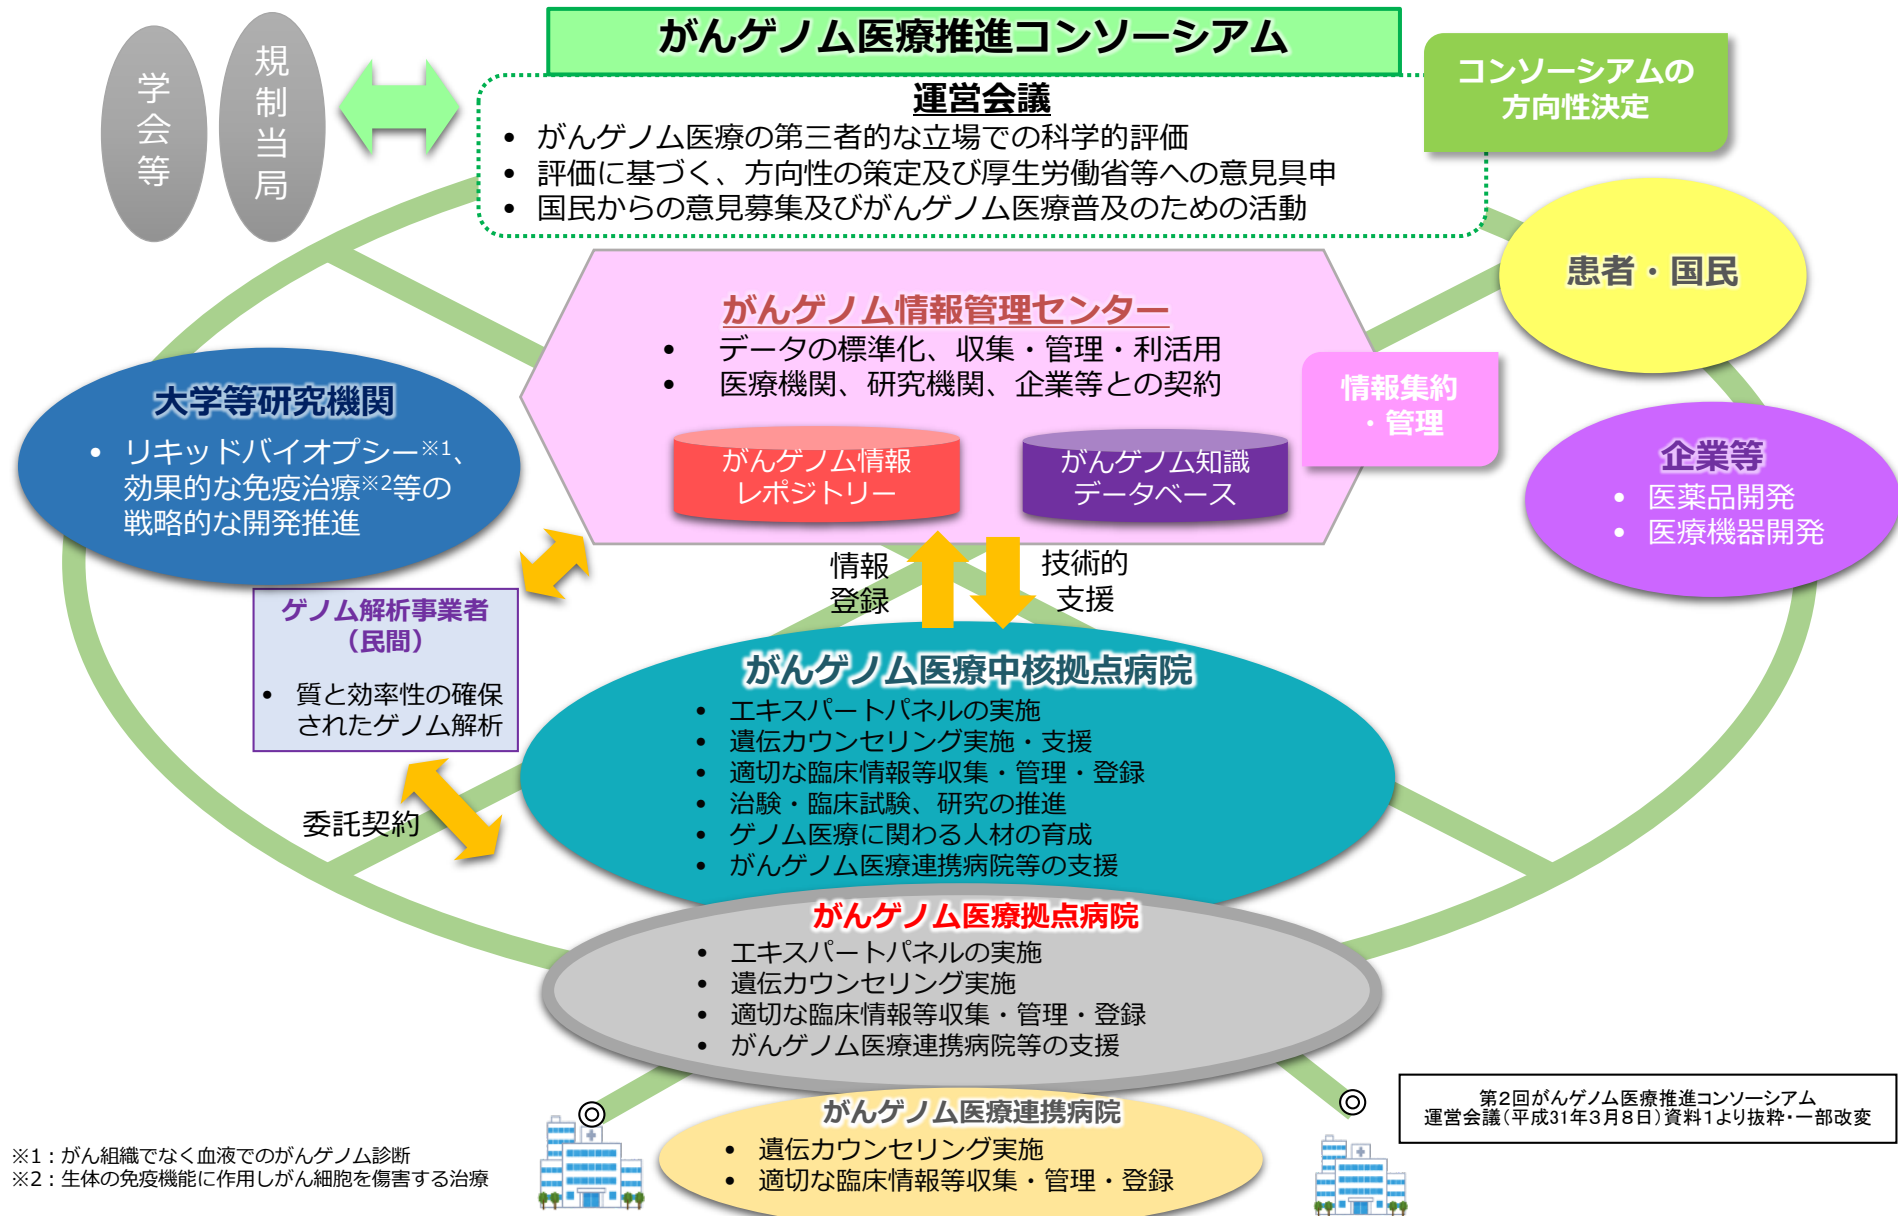 がんゲノム医療推進コンソーシアム
学会等
規制当局
運営会議
• がんゲノム医療の第三者的な立場での科学的評価
• 評価に基づく、方向性の策定及び厚生労働省等への意見具申
• 国民からの意見募集及びがんゲノム医療普及のための活動
コンソーシアムの
方向性決定
患者・国民
がんゲノム情報管理センター
• データの標準化、収集・管理・利活用
• 医療機関、研究機関、企業等との契約
がんゲノム情報
レポジトリー
がんゲノム知識
データベース
情報集約
・管理
大学等研究機関
• リキッドバイオプシー※1、
効果的な免疫治療※2等の
戦略的な開発推進
企業等
• 医薬品開発
• 医療機器開発
情報
登録
技術的
支援
ゲノム解析事業者
（民間）
• 質と効率性の確保
されたゲノム解析
委託契約
がんゲノム医療中核拠点病院
• エキスパートパネルの実施
• 遺伝カウンセリング実施・支援
• 適切な臨床情報等収集・管理・登録
• 治験・臨床試験、研究の推進
• ゲノム医療に関わる人材の育成
• がんゲノム医療連携病院等の支援
がんゲノム医療拠点病院
• エキスパートパネルの実施
• 遺伝カウンセリング実施
• 適切な臨床情報等収集・管理・登録
• がんゲノム医療連携病院等の支援
がんゲノム医療連携病院
• 遺伝カウンセリング実施
• 適切な臨床情報等収集・管理・登録
第２回がんゲノム医療推進コンソーシアム
運営会議（平成31年３月８日）資料１より抜粋・一部改変
※1：がん組織でなく血液でのがんゲノム診断
※2：生体の免疫機能に作用しがん細胞を傷害する治療